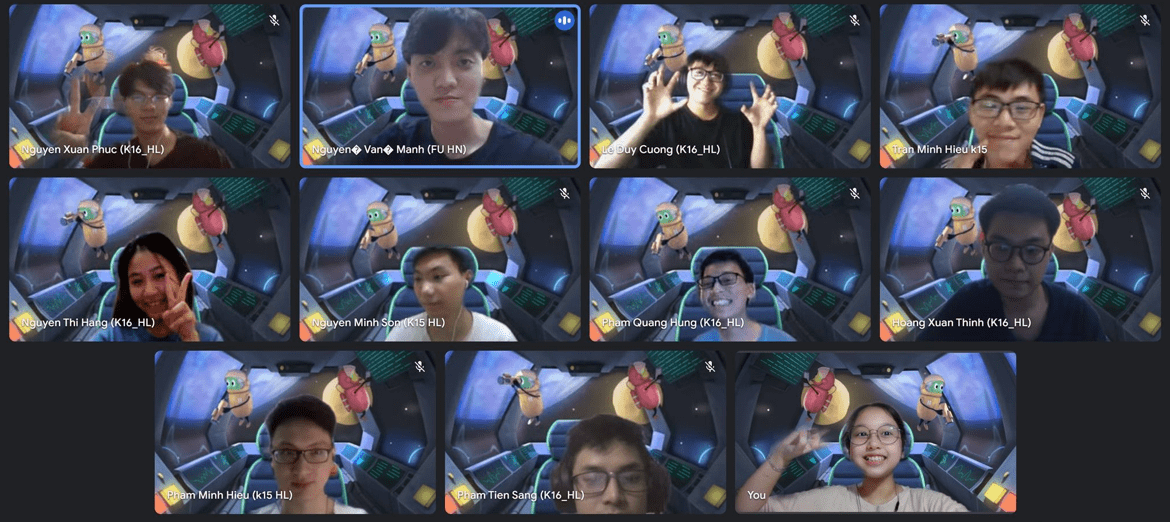 Nguyen Xuan Phuc (K16_HL)
Nguyen� Van� Manh (FU HN)
Le Duy Cuong (K16_HL)
Tran Minh Hieu k15
Nguyen Thi Hang (K16_HL)
Nguyen Minh Son (K15 HL)
Pham Quang Hung (K16_HL)
Hoang Xuan Thinh (K16_HL)
Pham Minh Hieu (k15 HL)
Pham Tien Sang (K16_HL)
You